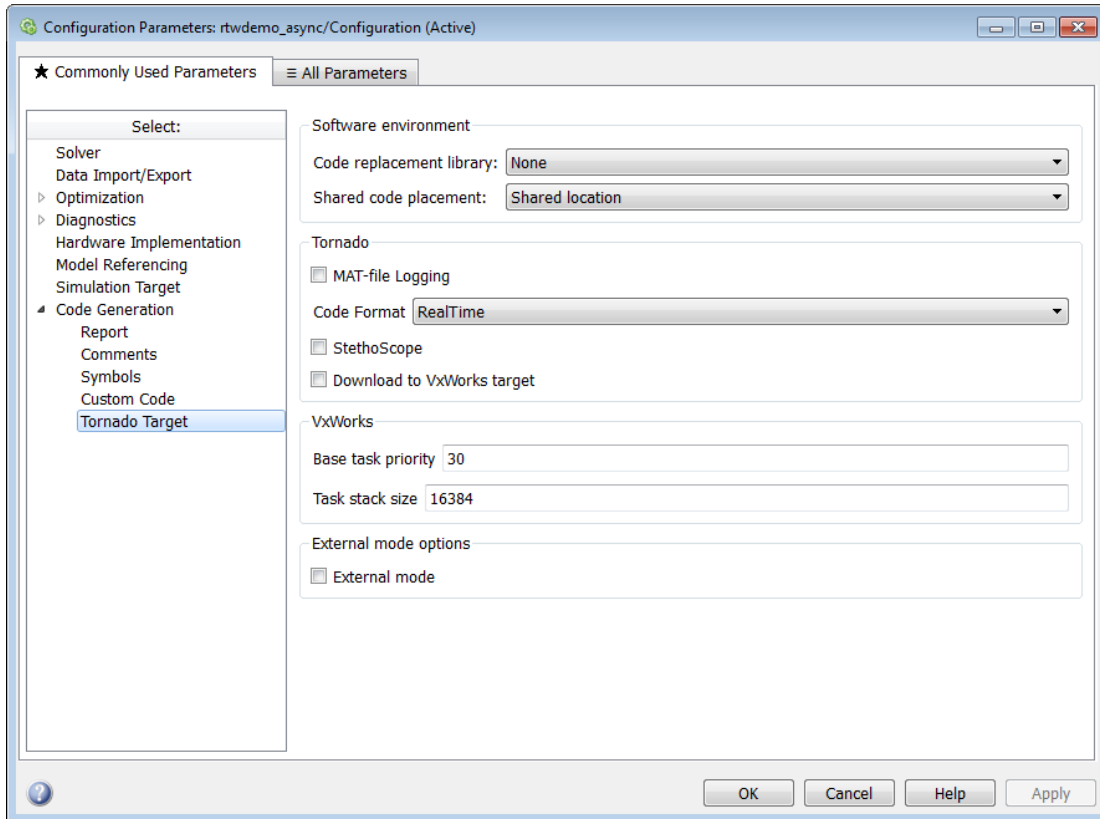 Configuration Parameters: rtwdemo_async/Configuration (Active)
★ Commonly Used Parameters
≡ All Parameters
Select:
Solver
Data Import/Export
Optimization
Diagnostics
Hardware Implementation
Model Referencing
Simulation Target
Code Generation
Report
Comments
Symbols
Custom Code
Tornado Target
Software environment
Code replacement library: None
Shared code placement: Shared location
Tornado
MAT-file Logging
Code Format RealTime
StethoScope
Download to VxWorks target
VxWorks
Base task priority 30
Task stack size 16384
External mode options
External mode
OK
Cancel
Help
Apply